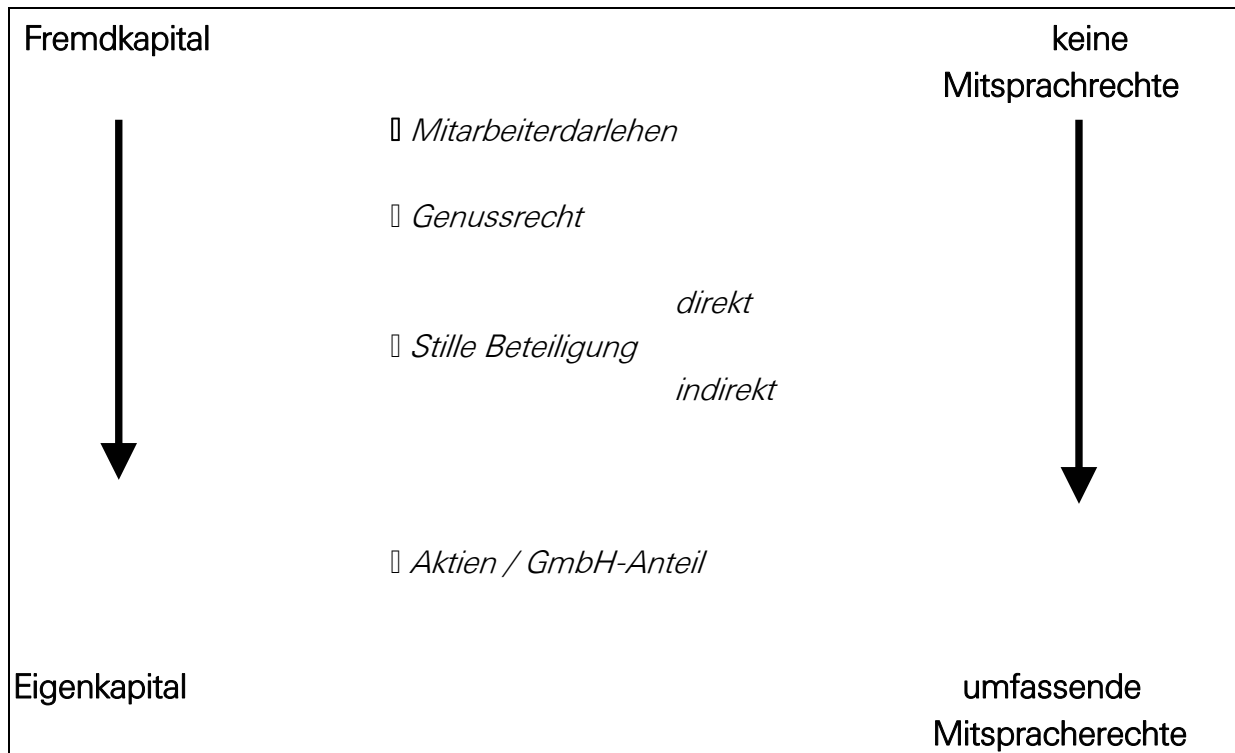 Fremdkapital
keine
Mitsprachrechte
▯ Mitarbeiterdarlehen
▯ Genussrecht
direkt
▯ Stille Beteiligung
indirekt
▯ Aktien / GmbH-Anteil
Eigenkapital
umfassende
Mitspracherechte